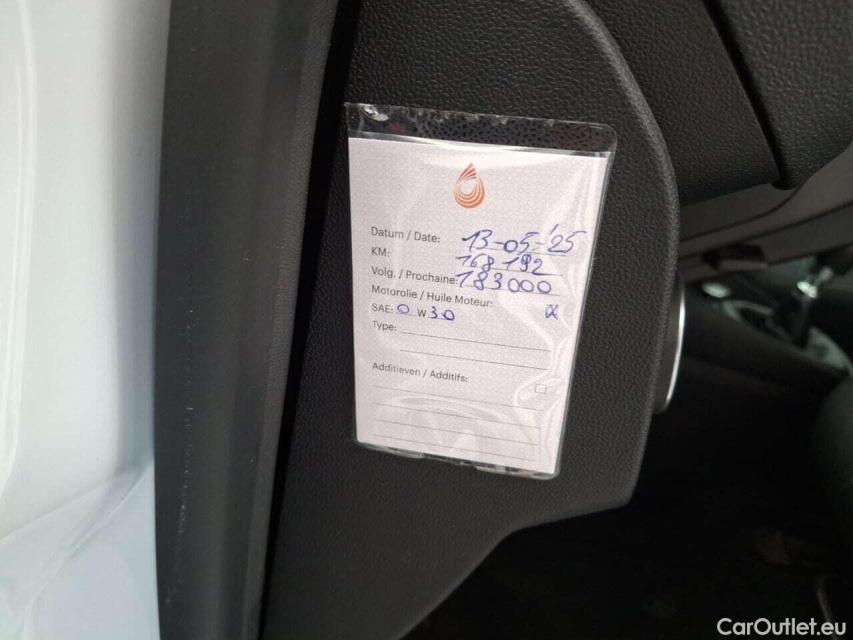 Datum / Date: 13-05-'25
KM: 168 192
Volg. / Prochaine: 183000
Motorolie / Huile Moteur:
SAE: 0 W 30
Type:
Additieven / Additifs:
CarOutlet.eu